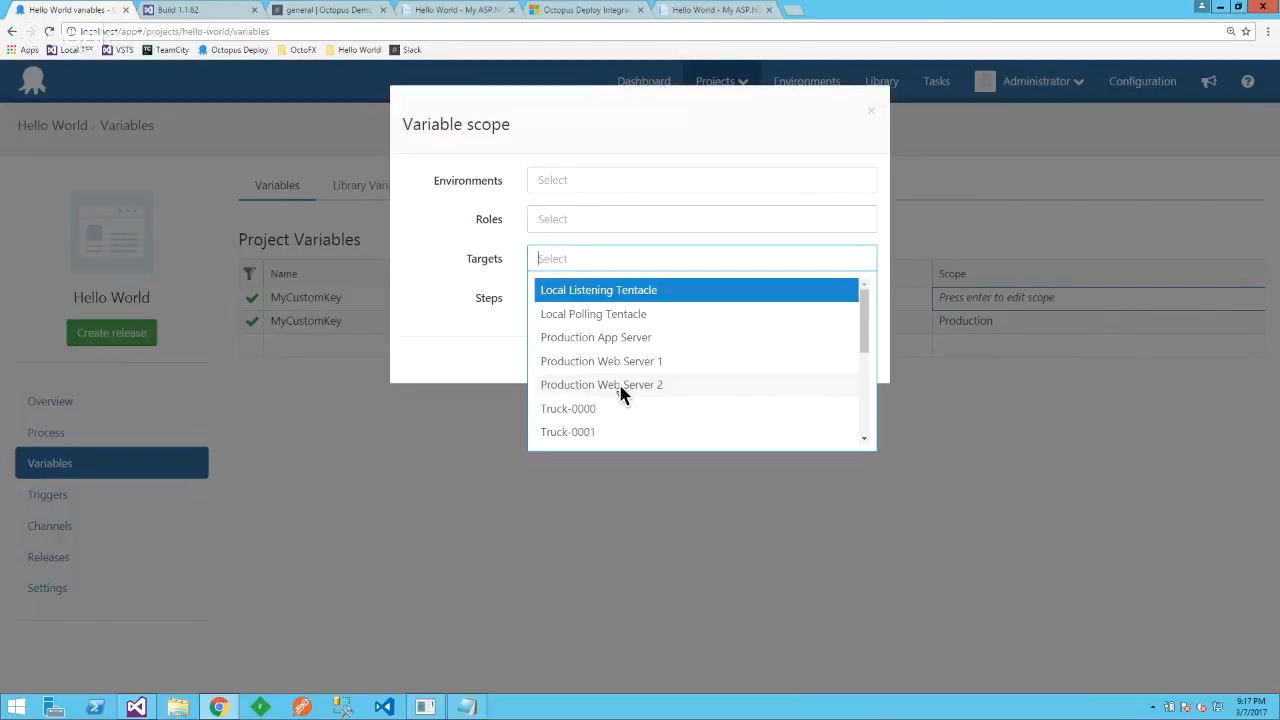 Hello World variables -
Build 1.1.62
general | Octopus Demo
Hello World - My ASP.NE
Octopus Deploy Integrat
Hello World - My ASP.NE
localhost/app#/projects/hello-world/variables
Apps
Local
VSTS
TeamCity
Octopus Deploy
OctoFX
Hello World
Slack
Dashboard
Projects
Environments
Library
Tasks
Administrator
Configuration
Hello World
Variables
Variable scope
Environments
Select
Roles
Select
Targets
Select
Steps
Local Listening Tentacle
Local Polling Tentacle
Production App Server
Production Web Server 1
Production Web Server 2
Truck-0000
Truck-0001
Variables
Library Vari
Project Variables
Name
Scope
MyCustomKey
Press enter to edit scope
MyCustomKey
Production
Hello World
Create release
Overview
Process
Variables
Triggers
Channels
Releases
Settings
9:17 PM
3/7/2017